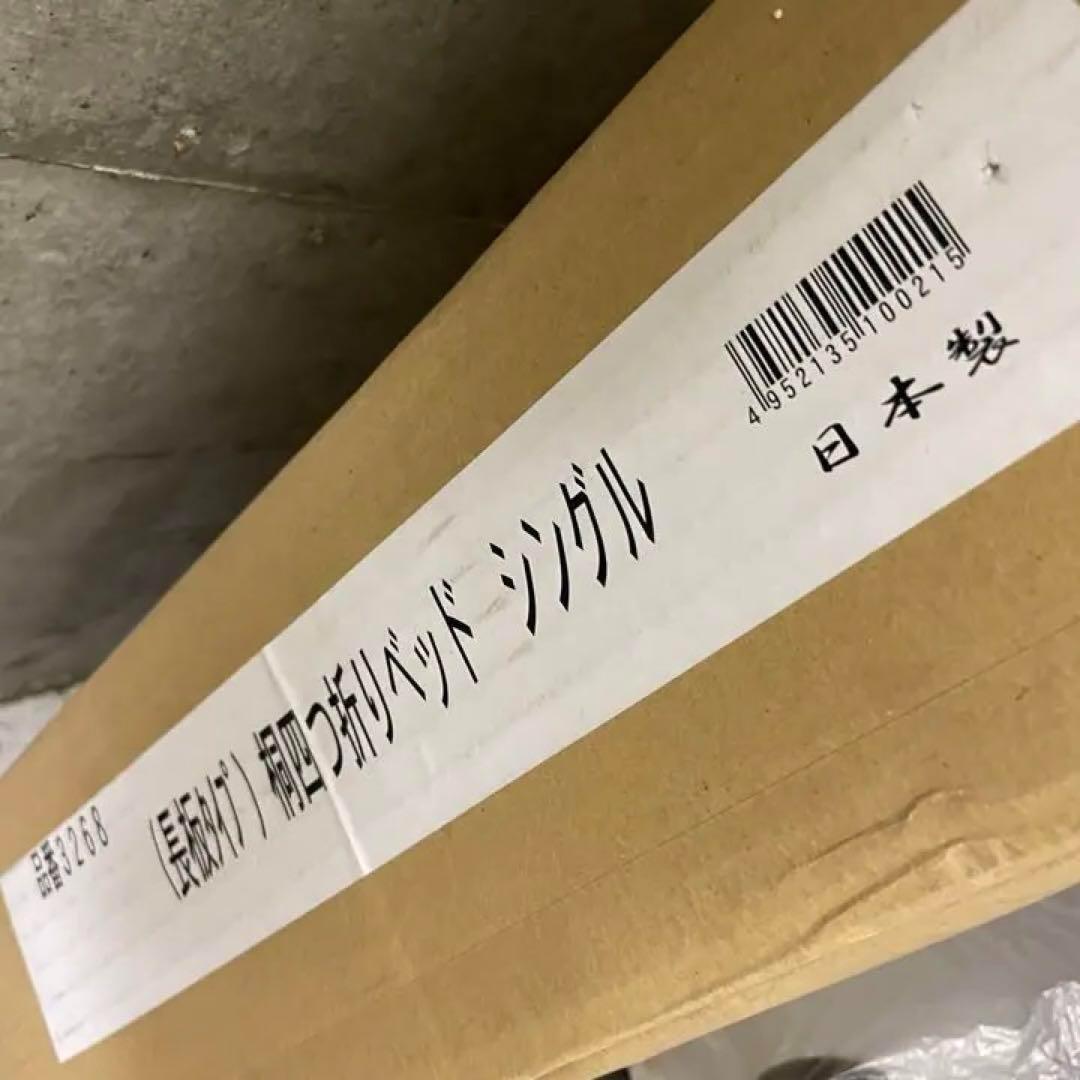 品番3268
（長板ﾀｲﾌﾟ）桐四つ折りベッド シングル
4952135100215
日本製